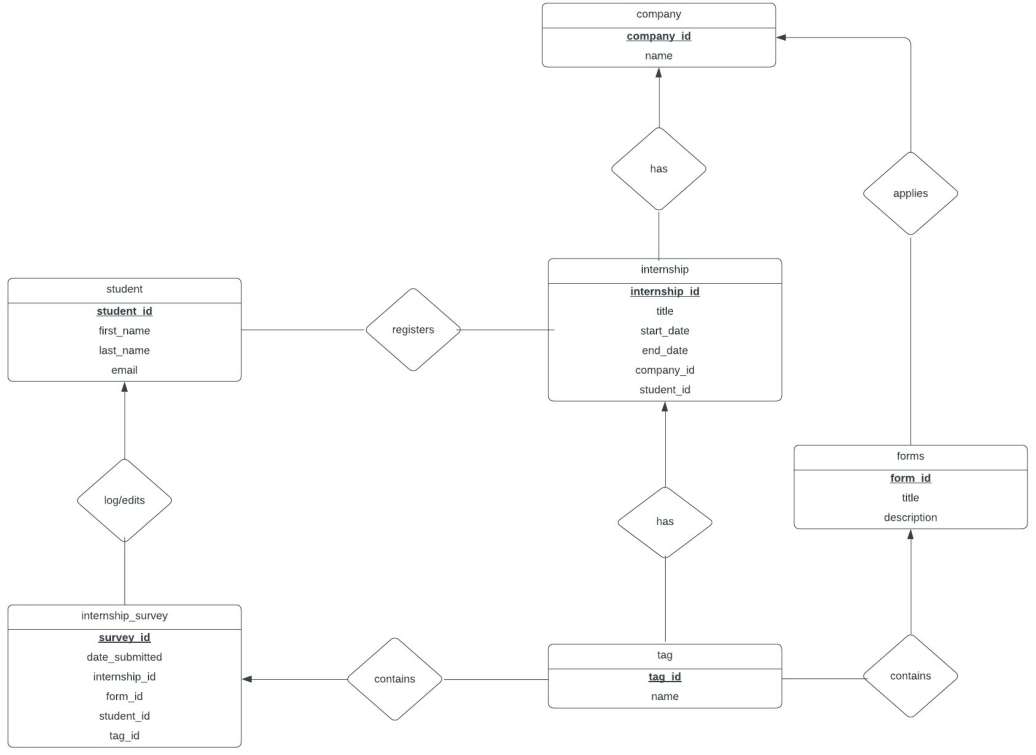 company
company_id
name
has
applies
internship
internship_id
title
start_date
end_date
company_id
student_id
student
student_id
first_name
last_name
email
registers
forms
form_id
title
description
log/edits
has
internship_survey
survey_id
date_submitted
internship_id
form_id
student_id
tag_id
contains
tag
tag_id
name
contains